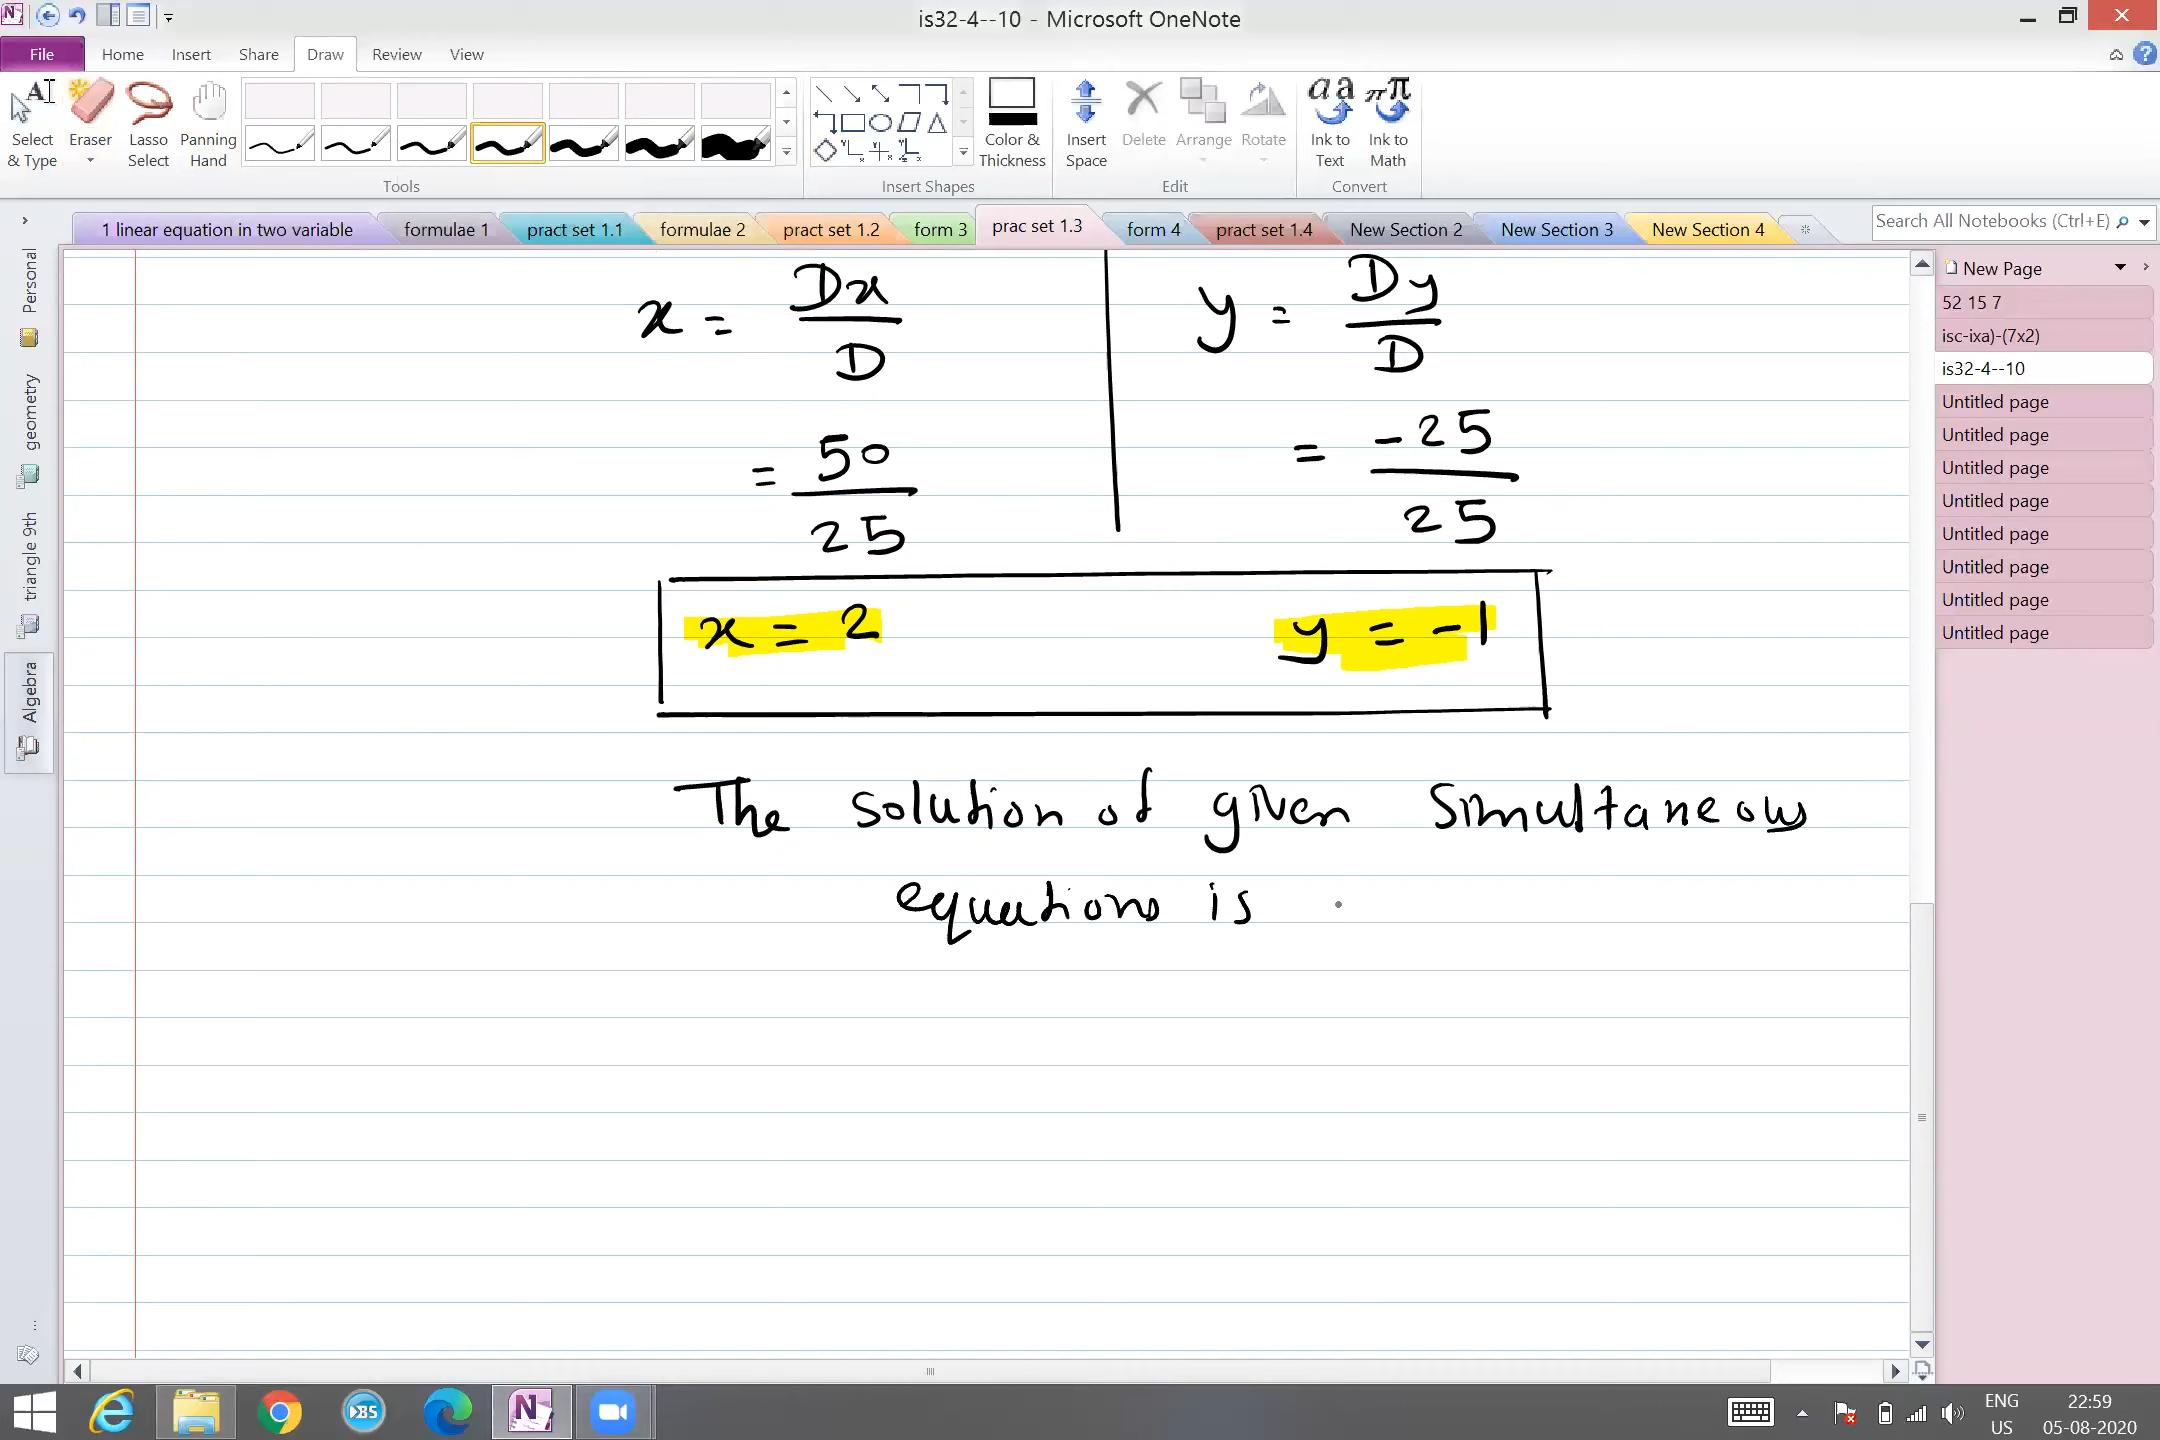 is32-4--10 - Microsoft OneNote
File Home Insert Share Draw Review View
Select & Type
Eraser
Lasso Select
Panning Hand
Color & Thickness
Insert Space
Delete
Arrange
Rotate
Ink to Text
Ink to Math
Tools
Insert Shapes
Edit
Convert
1 linear equation in two variable formulae 1 pract set 1.1 formulae 2 pract set 1.2 form 3 prac set 1.3 form 4 pract set 1.4 New Section 2 New Section 3 New Section 4
Search All Notebooks (Ctrl+E)
Personal
geometry
triangle 9th
Algebra
x = Dx / D
y = Dy / D
= 50 / 25
= -25 / 25
x = 2
y = -1
The solution of given Simultaneous
equations is
New Page
52 15 7
isc-ixa)-(7x2)
is32-4--10
Untitled page
Untitled page
Untitled page
Untitled page
Untitled page
Untitled page
Untitled page
Untitled page
ENG
US
22:59
05-08-2020